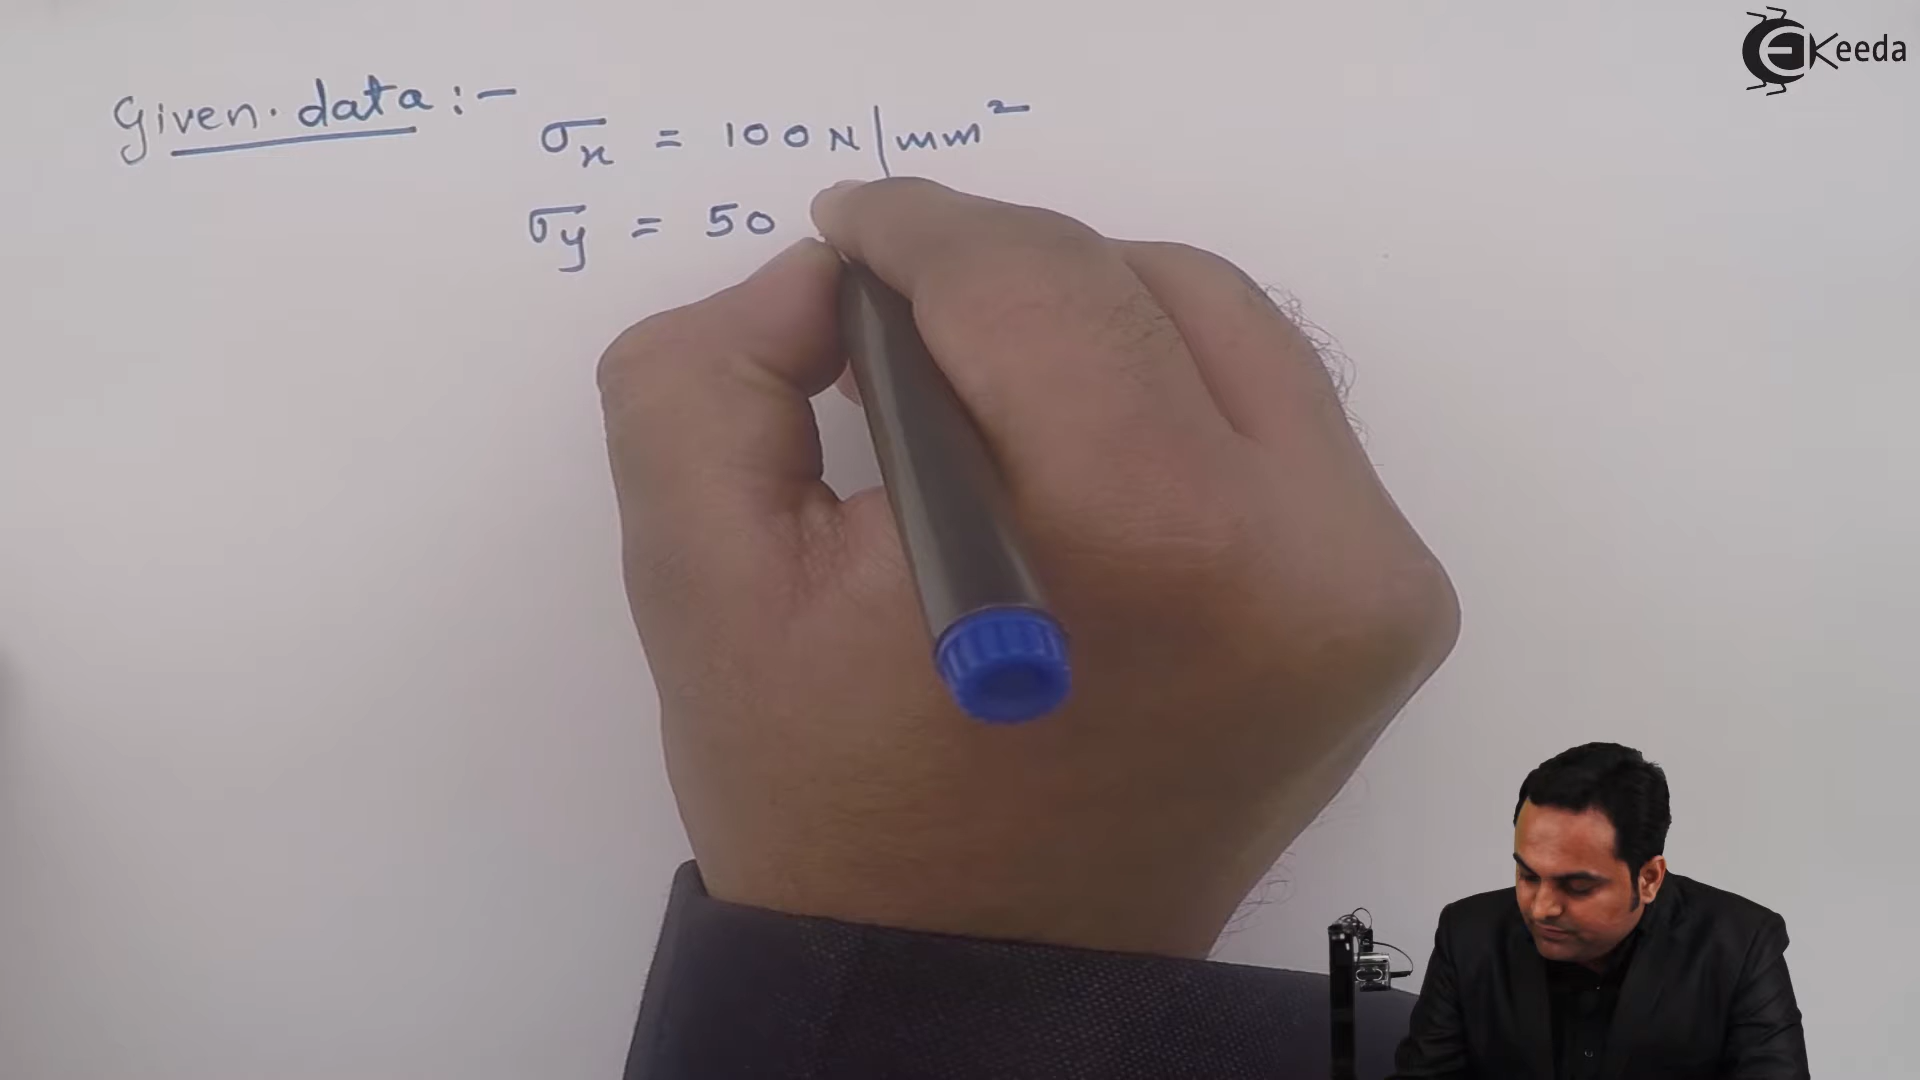 Keeda
Given data :-
σx = 100 N/mm²
σy = 50